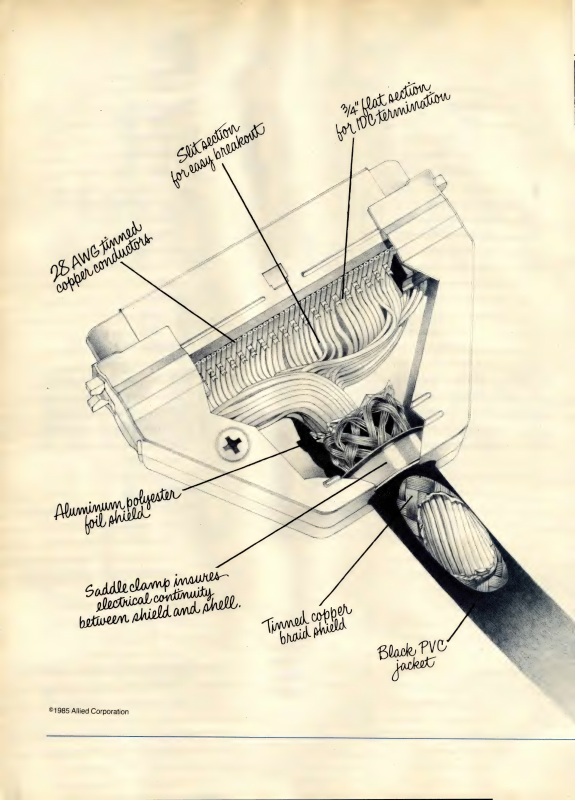 3/4" flat section
for IDC termination
Slit section
for easy breakout
28 AWG tinned
copper conductors
Aluminum polyester
foil shield
Saddle clamp insures
electrical continuity
between shield and shell.
Tinned copper
braid shield
Black PVC
jacket
©1985 Allied Corporation